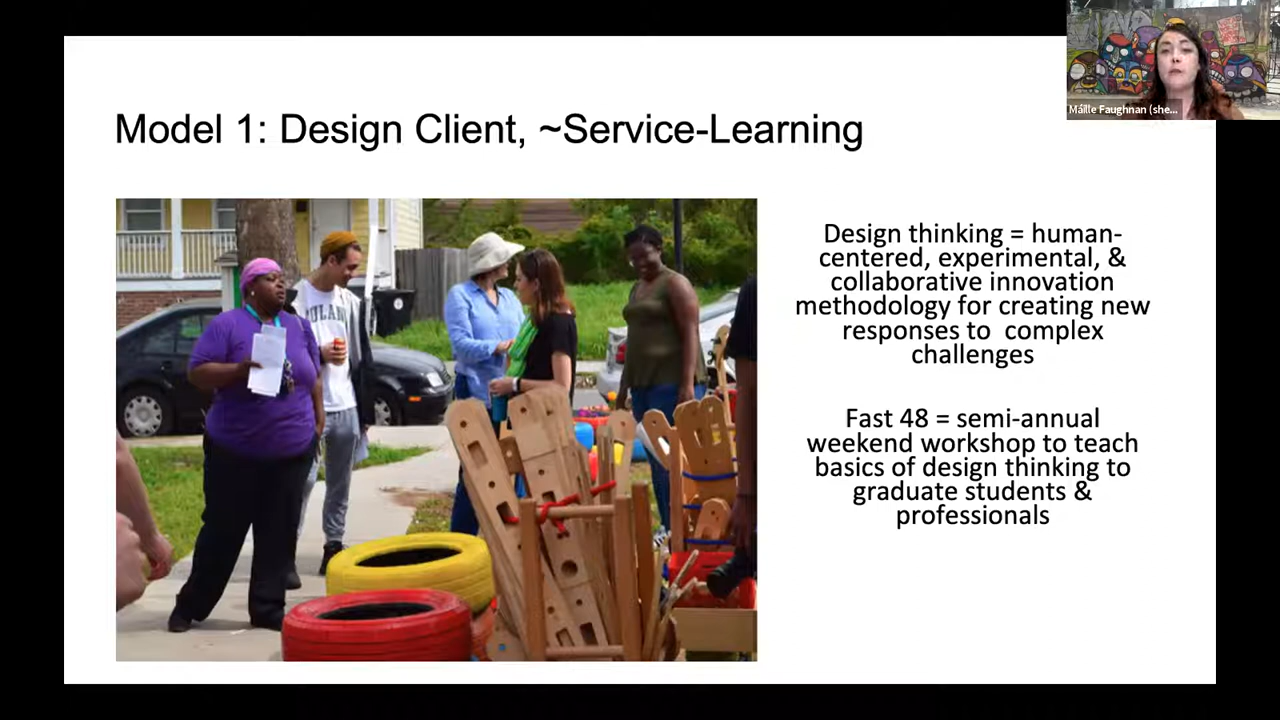 Máille Faughnan (she...
Model 1: Design Client, ~Service-Learning
ULAN
Design thinking = human-
centered, experimental, &
collaborative innovation
methodology for creating new
responses to complex
challenges
Fast 48 = semi-annual
weekend workshop to teach
basics of design thinking to
graduate students &
professionals